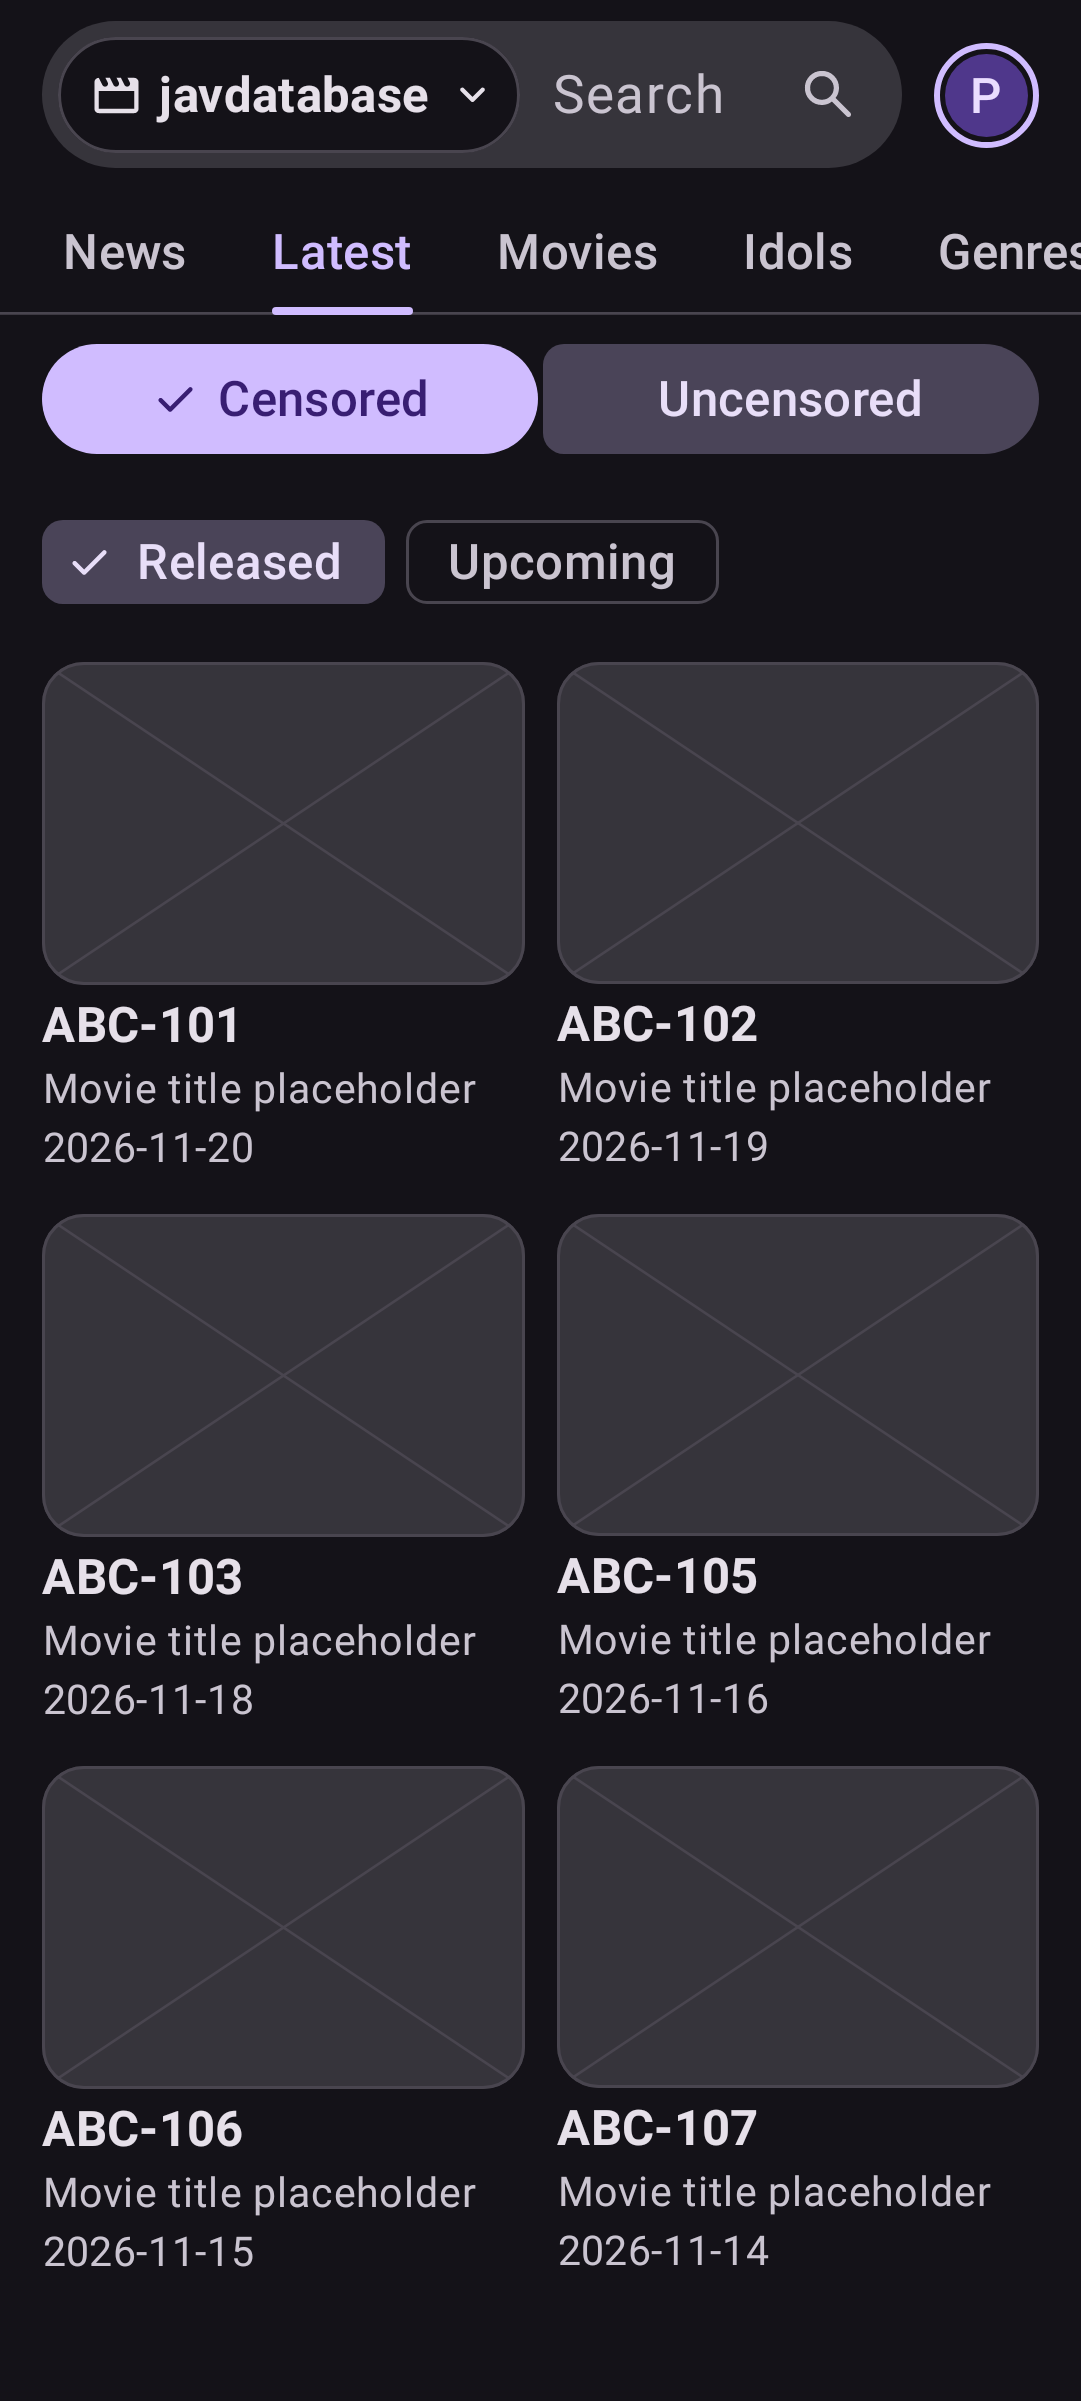 javdatabase
Search
P
News Latest Movies Idols Genres
Censored Uncensored
Released Upcoming
ABC-101
Movie title placeholder
2026-11-20
ABC-102
Movie title placeholder
2026-11-19
ABC-103
Movie title placeholder
2026-11-18
ABC-105
Movie title placeholder
2026-11-16
ABC-106
Movie title placeholder
2026-11-15
ABC-107
Movie title placeholder
2026-11-14